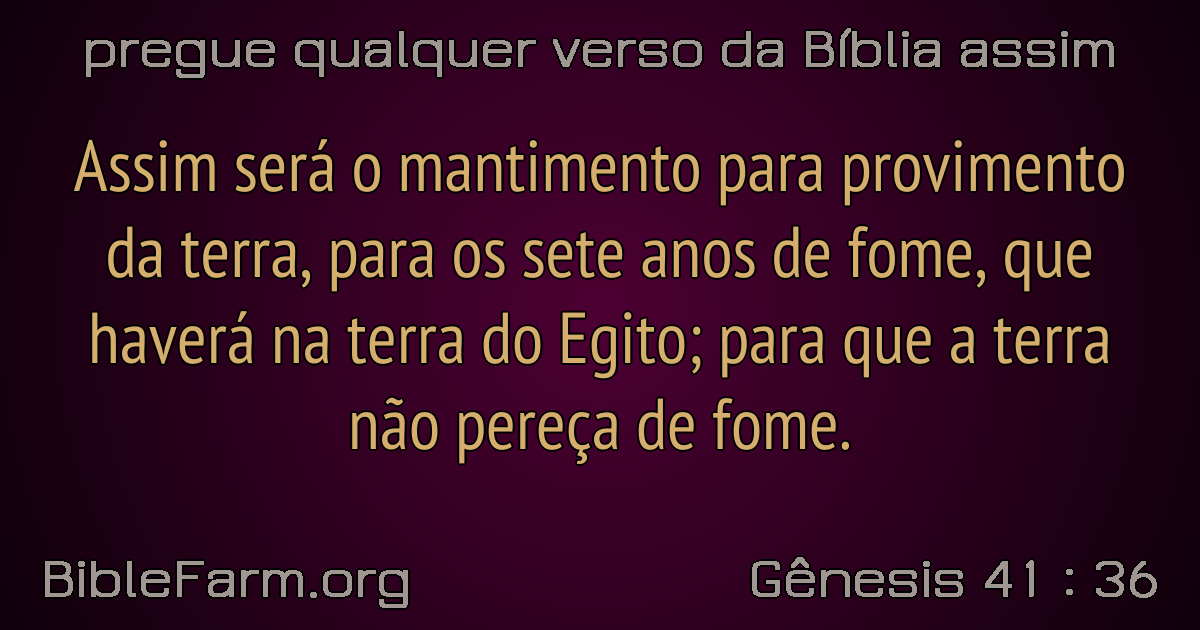 pregue qualquer verso da Bíblia assim
Assim será o mantimento para provimento
da terra, para os sete anos de fome, que
haverá na terra do Egito; para que a terra
não pereça de fome.
BibleFarm.org
Gênesis 41 : 36